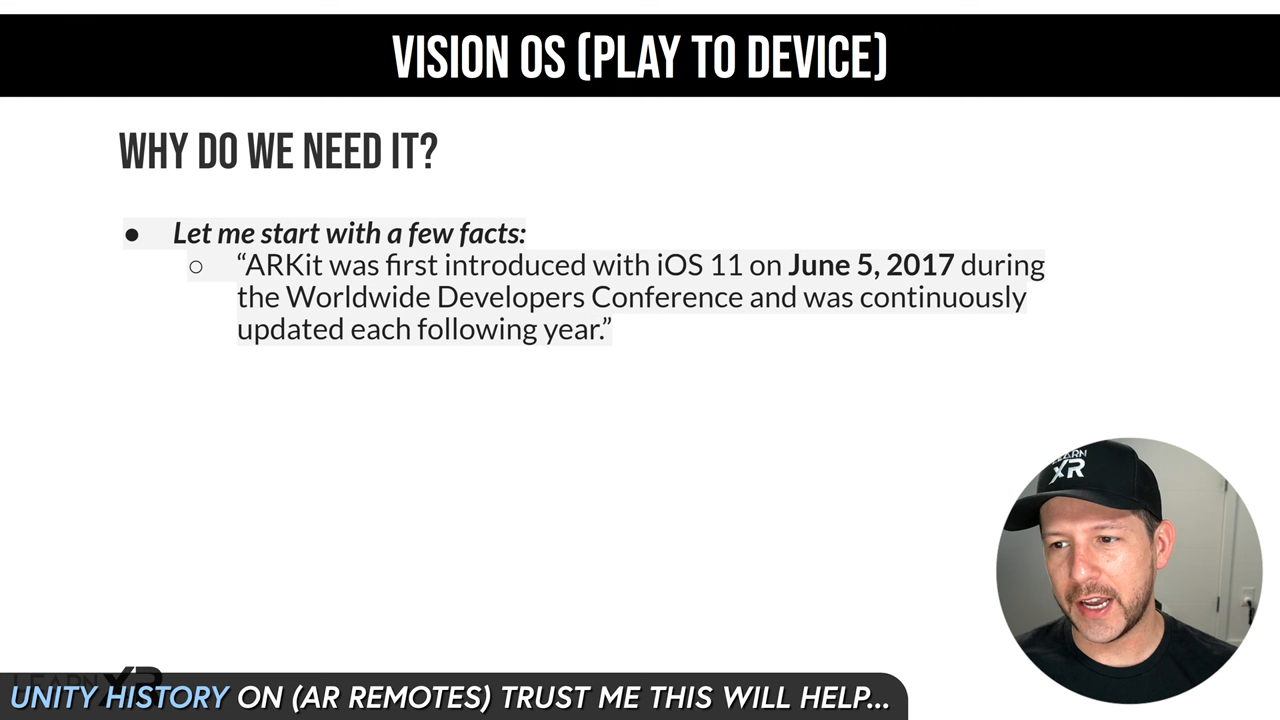 VISION OS (PLAY TO DEVICE)
WHY DO WE NEED IT?
● Let me start with a few facts:
○ “ARKit was first introduced with iOS 11 on June 5, 2017 during
the Worldwide Developers Conference and was continuously
updated each following year.”
LEARN
XR
LEARN XR
UNITY HISTORY ON (AR REMOTES) TRUST ME THIS WILL HELP...